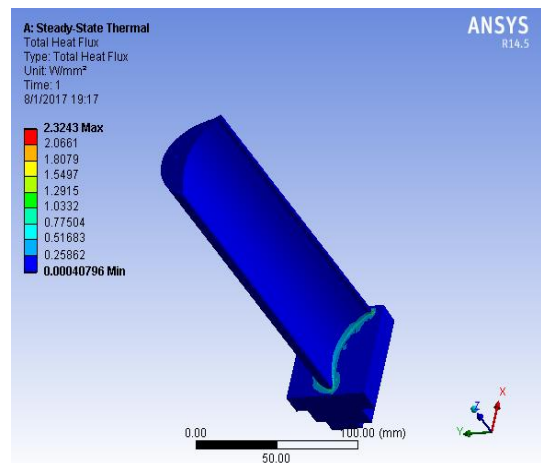 A: Steady-State Thermal
Total Heat Flux
Type: Total Heat Flux
Unit: W/mm²
Time: 1
8/1/2017 19:17
ANSYS
R14.5
2.3243 Max
2.0661
1.8079
1.5497
1.2915
1.0332
0.77504
0.51683
0.25862
0.00040796 Min
0.00
100.00 (mm)
50.00
X
Y
Z